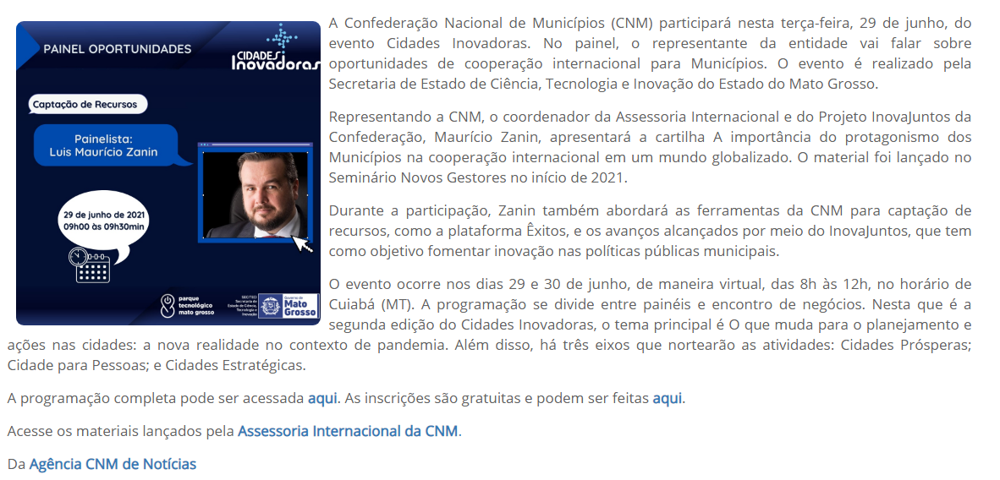 PAINEL OPORTUNIDADES
CIDADES
Inovadoras
Captação de Recursos
Painelista:
Luis Maurício Zanin
29 de junho de 2021
09h00 às 09h30min
parque
tecnológico
mato grosso
SECITECI
Secretaria de
Estado de Ciência,
Tecnologia e
Inovação
Governo de
Mato
Grosso
A Confederação Nacional de Municípios (CNM) participará nesta terça-feira, 29 de junho, do
evento Cidades Inovadoras. No painel, o representante da entidade vai falar sobre
oportunidades de cooperação internacional para Municípios. O evento é realizado pela
Secretaria de Estado de Ciência, Tecnologia e Inovação do Estado do Mato Grosso.
Representando a CNM, o coordenador da Assessoria Internacional e do Projeto InovaJuntos da
Confederação, Maurício Zanin, apresentará a cartilha A importância do protagonismo dos
Municípios na cooperação internacional em um mundo globalizado. O material foi lançado no
Seminário Novos Gestores no início de 2021.
Durante a participação, Zanin também abordará as ferramentas da CNM para captação de
recursos, como a plataforma Êxitos, e os avanços alcançados por meio do InovaJuntos, que tem
como objetivo fomentar inovação nas políticas públicas municipais.
O evento ocorre nos dias 29 e 30 de junho, de maneira virtual, das 8h às 12h, no horário de
Cuiabá (MT). A programação se divide entre painéis e encontro de negócios. Nesta que é a
segunda edição do Cidades Inovadoras, o tema principal é O que muda para o planejamento e
ações nas cidades: a nova realidade no contexto de pandemia. Além disso, há três eixos que nortearão as atividades: Cidades Prósperas;
Cidade para Pessoas; e Cidades Estratégicas.
A programação completa pode ser acessada aqui. As inscrições são gratuitas e podem ser feitas aqui.
Acesse os materiais lançados pela Assessoria Internacional da CNM.
Da Agência CNM de Notícias